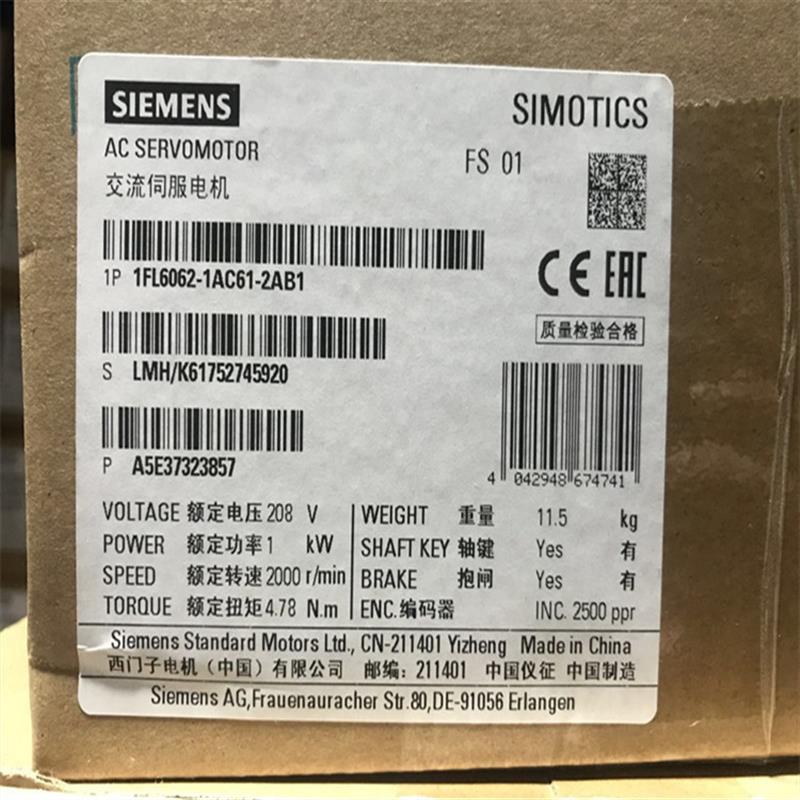 SIEMENS
SIMOTICS
AC SERVOMOTOR
FS 01
交流伺服电机
1P 1FL6062-1AC61-2AB1
CE EAC
质量检验合格
S LMH/K61752745920
P A5E37323857
4 042948 674741
VOLTAGE 额定电压 208 V
POWER 额定功率 1 kW
SPEED 额定转速 2000 r/min
TORQUE 额定扭矩 4.78 N.m
WEIGHT 重量 11.5 kg
SHAFT KEY 轴键 Yes 有
BRAKE 抱闸 Yes 有
ENC.编码器 INC. 2500 ppr
Siemens Standard Motors Ltd., CN-211401 Yizheng Made in China
西门子电机（中国）有限公司 邮编: 211401 中国仪征 中国制造
Siemens AG,Frauenauracher Str.80,DE-91056 Erlangen